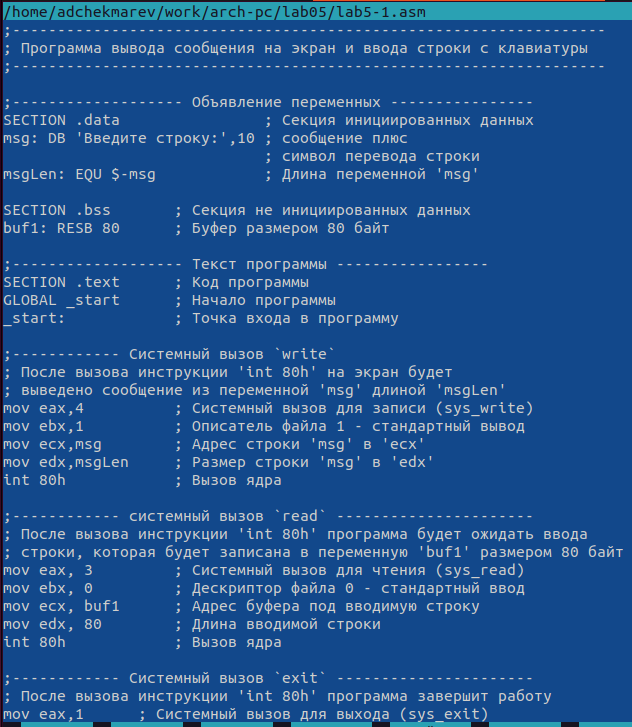 /home/adchekmarev/work/arch-pc/lab05/lab5-1.asm
;------------------------------------------------------------------
; Программа вывода сообщения на экран и ввода строки с клавиатуры
;------------------------------------------------------------------
;------------------- Объявление переменных ----------------
SECTION .data                ; Секция инициированных данных
msg: DB 'Введите строку:',10 ; сообщение плюс
                             ; символ перевода строки
msgLen: EQU $-msg            ; Длина переменной 'msg'
SECTION .bss       ; Секция не инициированных данных
buf1: RESB 80      ; Буфер размером 80 байт
;------------------- Текст программы -----------------
SECTION .text      ; Код программы
GLOBAL _start      ; Начало программы
_start:            ; Точка входа в программу
;------------ Системный вызов `write`
; После вызова инструкции 'int 80h' на экран будет
; выведено сообщение из переменной 'msg' длиной 'msgLen'
mov eax,4          ; Системный вызов для записи (sys_write)
mov ebx,1          ; Описатель файла 1 - стандартный вывод
mov ecx,msg        ; Адрес строки 'msg' в 'ecx'
mov edx,msgLen     ; Размер строки 'msg' в 'edx'
int 80h            ; Вызов ядра
;------------ системный вызов `read` ----------------------
; После вызова инструкции 'int 80h' программа будет ожидать ввода
; строки, которая будет записана в переменную 'buf1' размером 80 байт
mov eax, 3         ; Системный вызов для чтения (sys_read)
mov ebx, 0         ; Дескриптор файла 0 - стандартный ввод
mov ecx, buf1      ; Адрес буфера под вводимую строку
mov edx, 80        ; Длина вводимой строки
int 80h            ; Вызов ядра
;------------ Системный вызов `exit` ----------------------
; После вызова инструкции 'int 80h' программа завершит работу
mov eax,1      ; Системный вызов для выхода (sys_exit)